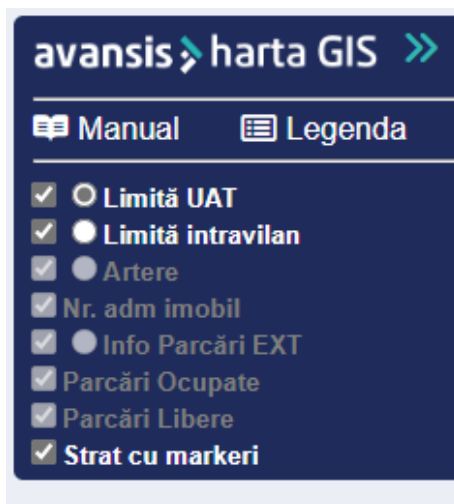 avansis harta GIS
Manual Legenda
Limită UAT
Limită intravilan
Artere
Nr. adm imobil
Info Parcări EXT
Parcări Ocupate
Parcări Libere
Strat cu markeri